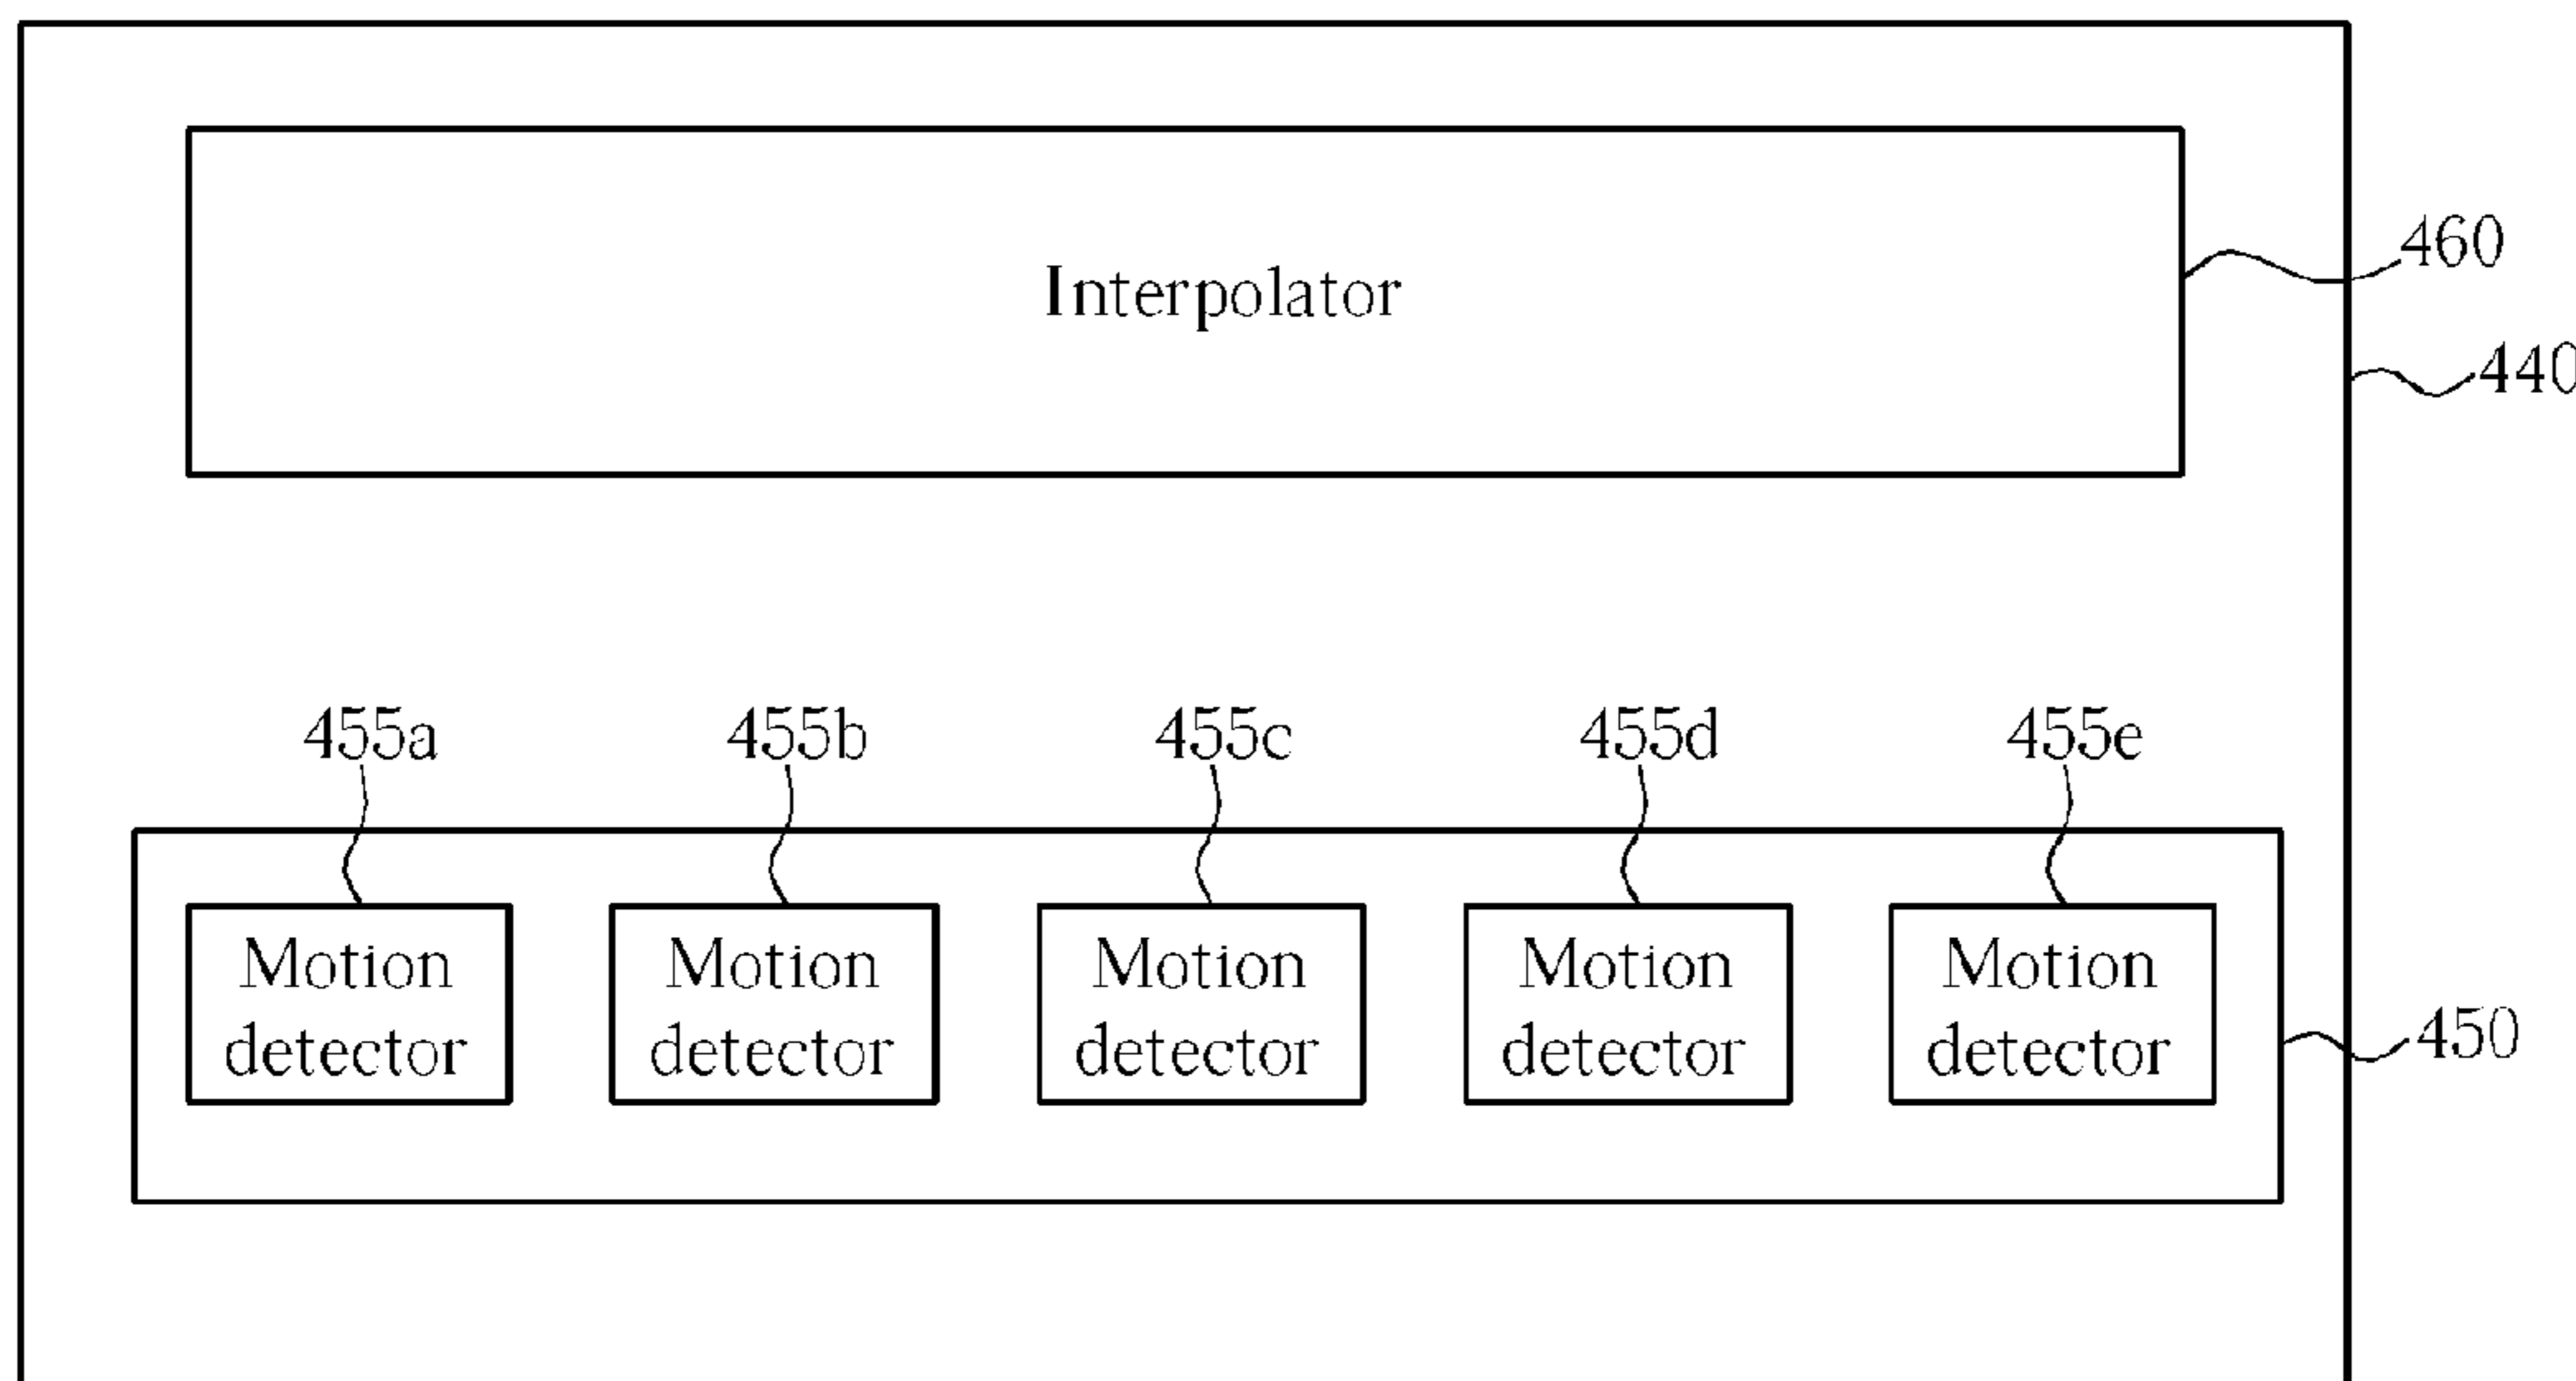 Interpolator
460
440
455a
455b
455c
455d
455e
Motion
detector
Motion
detector
Motion
detector
Motion
detector
Motion
detector
450